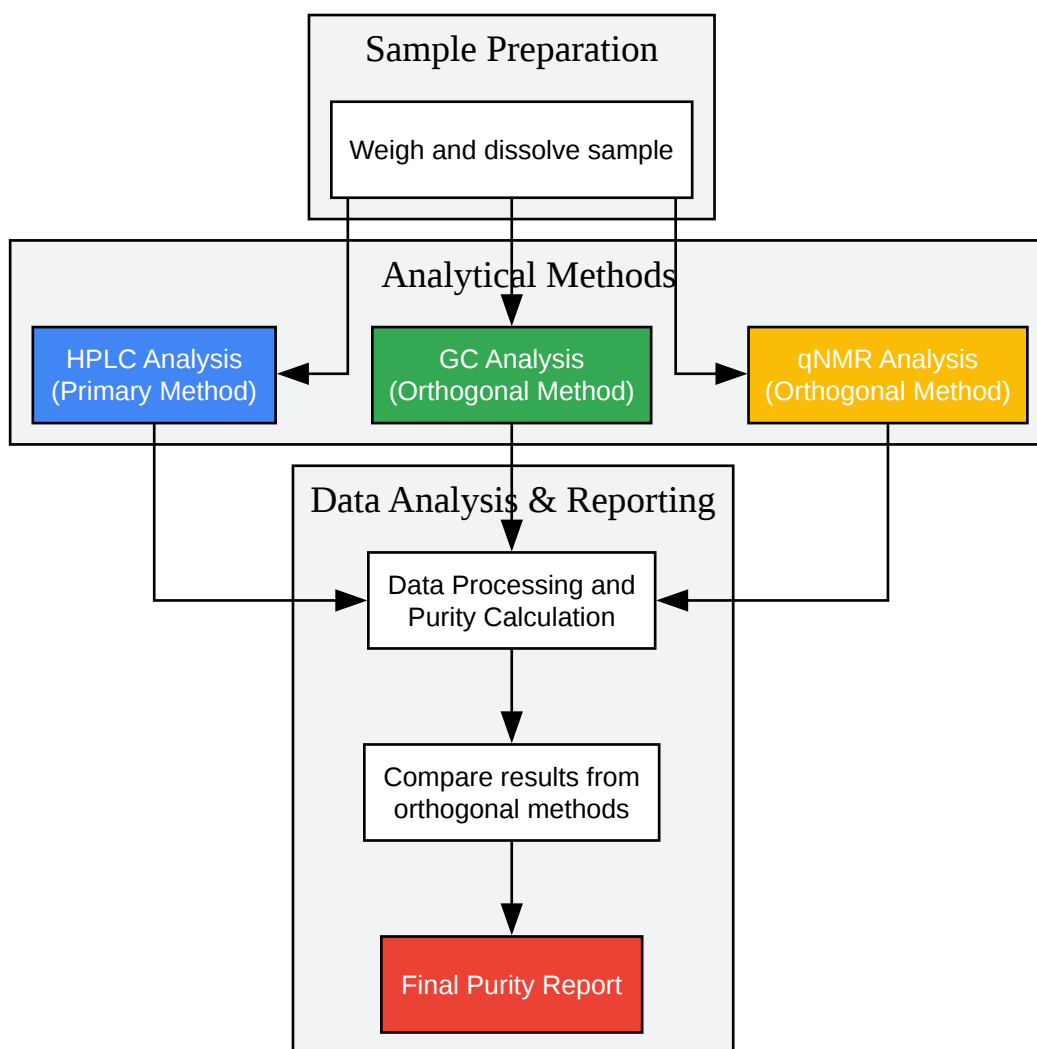 Sample Preparation
Weigh and dissolve sample
Analytical Methods
HPLC Analysis
(Primary Method)
GC Analysis
(Orthogonal Method)
qNMR Analysis
(Orthogonal Method)
Data Analysis & Reporting
Data Processing and
Purity Calculation
Compare results from
orthogonal methods
Final Purity Report